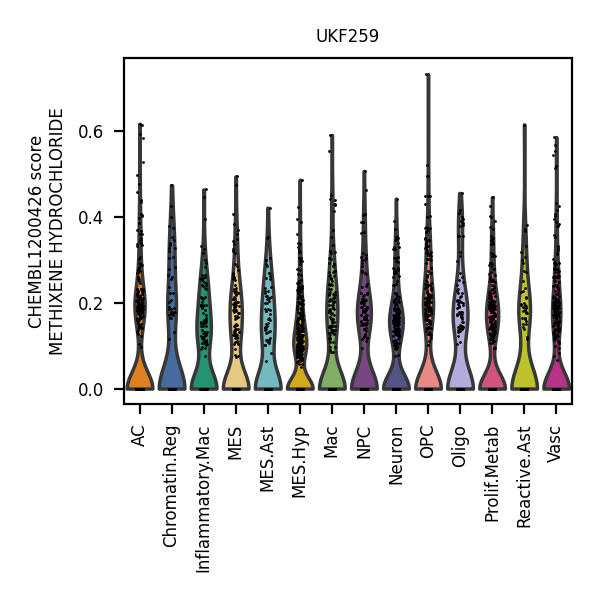 UKF259
CHEMBL1200426 score
METHIXENE HYDROCHLORIDE
0.6
0.4
0.2
0.0
AC
Chromatin.Reg
Inflammatory.Mac
MES
MES.Ast
MES.Hyp
Mac
NPC
Neuron
OPC
Oligo
Prolif.Metab
Reactive.Ast
Vasc